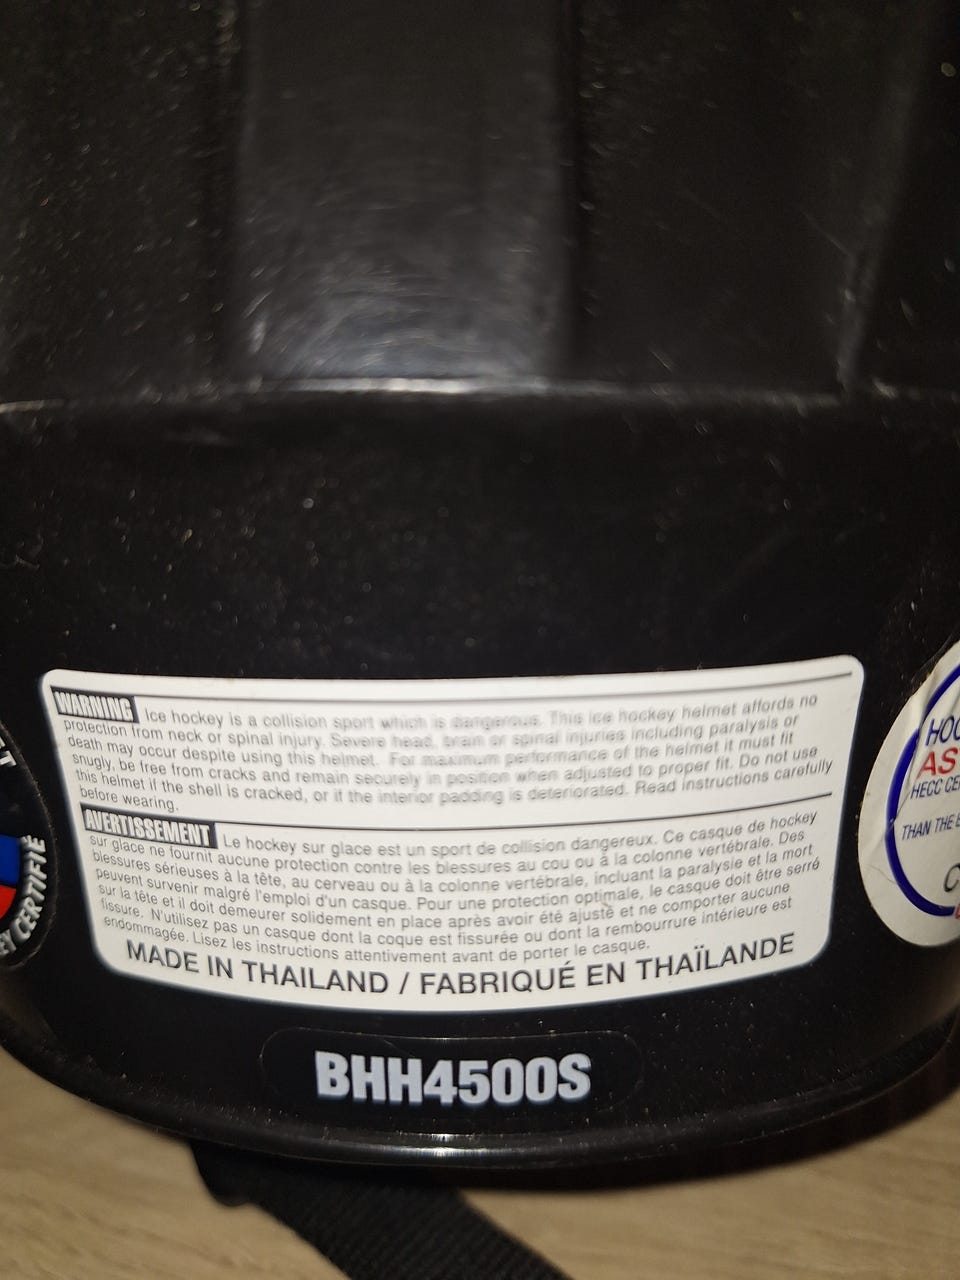 WARNING Ice hockey is a collision sport which is dangerous. This ice hockey helmet affords no
protection from neck or spinal injury. Severe head, brain or spinal injuries including paralysis or
death may occur despite using this helmet. For maximum performance of the helmet it must fit
snugly, be free from cracks and remain securely in position when adjusted to proper fit. Do not use
this helmet if the shell is cracked, or if the interior padding is deteriorated. Read instructions carefully
before wearing.
AVERTISSEMENT Le hockey sur glace est un sport de collision dangereux. Ce casque de hockey
sur glace ne fournit aucune protection contre les blessures au cou ou à la colonne vertébrale. Des
blessures sérieuses à la tête, au cerveau ou à la colonne vertébrale, incluant la paralysie et la mort
peuvent survenir malgré l'emploi d'un casque. Pour une protection optimale, le casque doit être serré
sur la tête et il doit demeurer solidement en place après avoir été ajusté et ne comporter aucune
fissure. N'utilisez pas un casque dont la coque est fissurée ou dont la rembourrure intérieure est
endommagée. Lisez les instructions attentivement avant de porter le casque.
MADE IN THAILAND / FABRIQUÉ EN THAÏLANDE
BHH4500S
ET CERTIFIÉ
HOC
AS
HECC CE
THAN THE
C